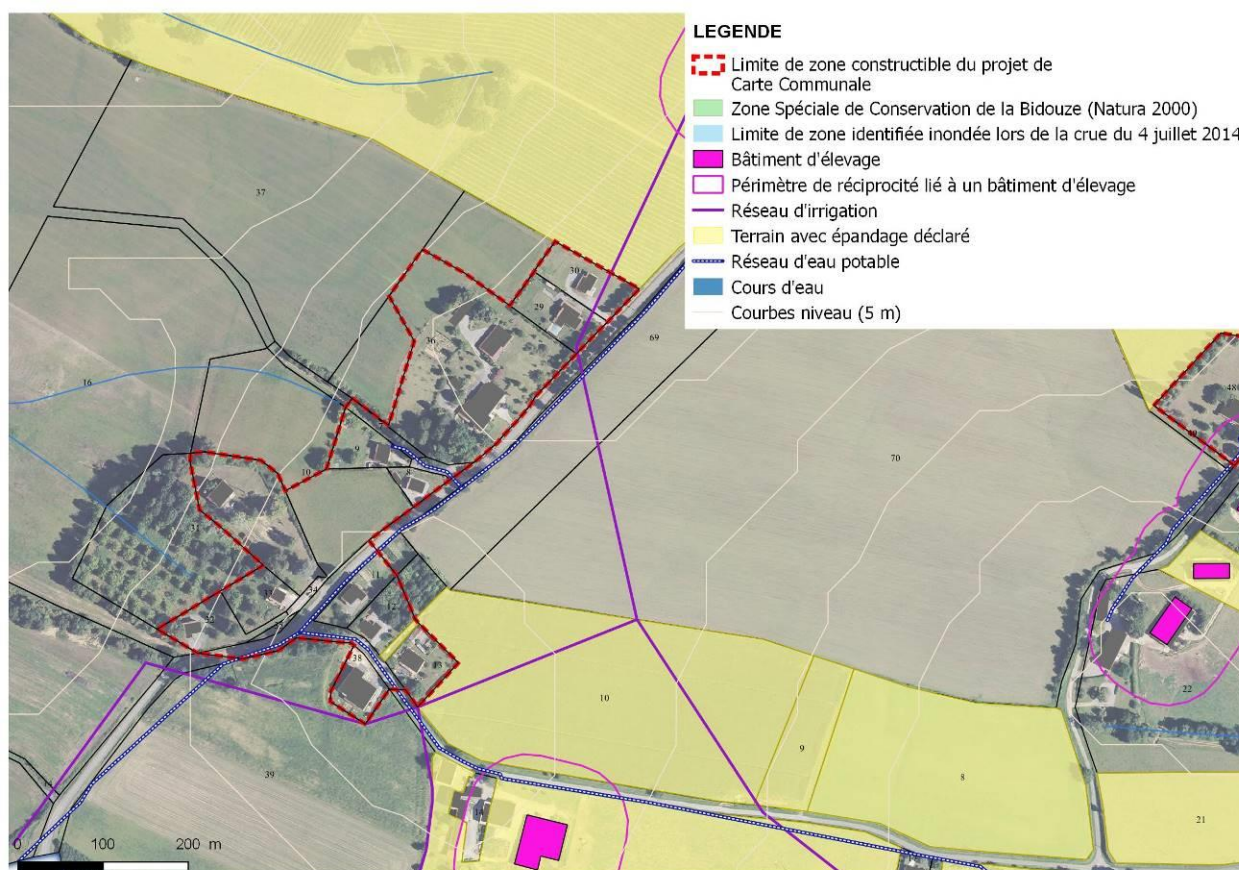 LEGENDE
Limite de zone constructible du projet de
Carte Communale
Zone Spéciale de Conservation de la Bidouze (Natura 2000)
Limite de zone identifiée inondée lors de la crue du 4 juillet 2014
Bâtiment d'élevage
Périmètre de réciprocité lié à un bâtiment d'élevage
Réseau d'irrigation
Terrain avec épandage déclaré
Réseau d'eau potable
Cours d'eau
Courbes niveau (5 m)
37
30
29
36
69
16
9
8
10
70
31
34
32
38
13
22
10
9
8
39
21
0 100 200 m